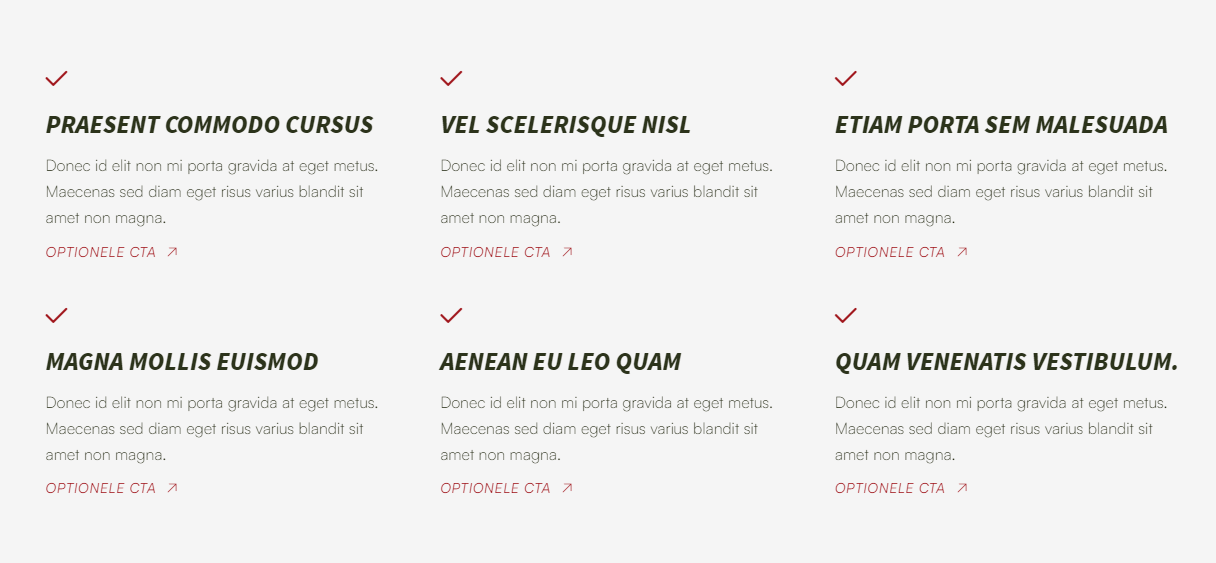 PRAESENT COMMODO CURSUS
Donec id elit non mi porta gravida at eget metus.
Maecenas sed diam eget risus varius blandit sit
amet non magna.
OPTIONELE CTA
VEL SCELERISQUE NISL
Donec id elit non mi porta gravida at eget metus.
Maecenas sed diam eget risus varius blandit sit
amet non magna.
OPTIONELE CTA
ETIAM PORTA SEM MALESUADA
Donec id elit non mi porta gravida at eget metus.
Maecenas sed diam eget risus varius blandit sit
amet non magna.
OPTIONELE CTA
MAGNA MOLLIS EUISMOD
Donec id elit non mi porta gravida at eget metus.
Maecenas sed diam eget risus varius blandit sit
amet non magna.
OPTIONELE CTA
AENEAN EU LEO QUAM
Donec id elit non mi porta gravida at eget metus.
Maecenas sed diam eget risus varius blandit sit
amet non magna.
OPTIONELE CTA
QUAM VENENATIS VESTIBULUM.
Donec id elit non mi porta gravida at eget metus.
Maecenas sed diam eget risus varius blandit sit
amet non magna.
OPTIONELE CTA